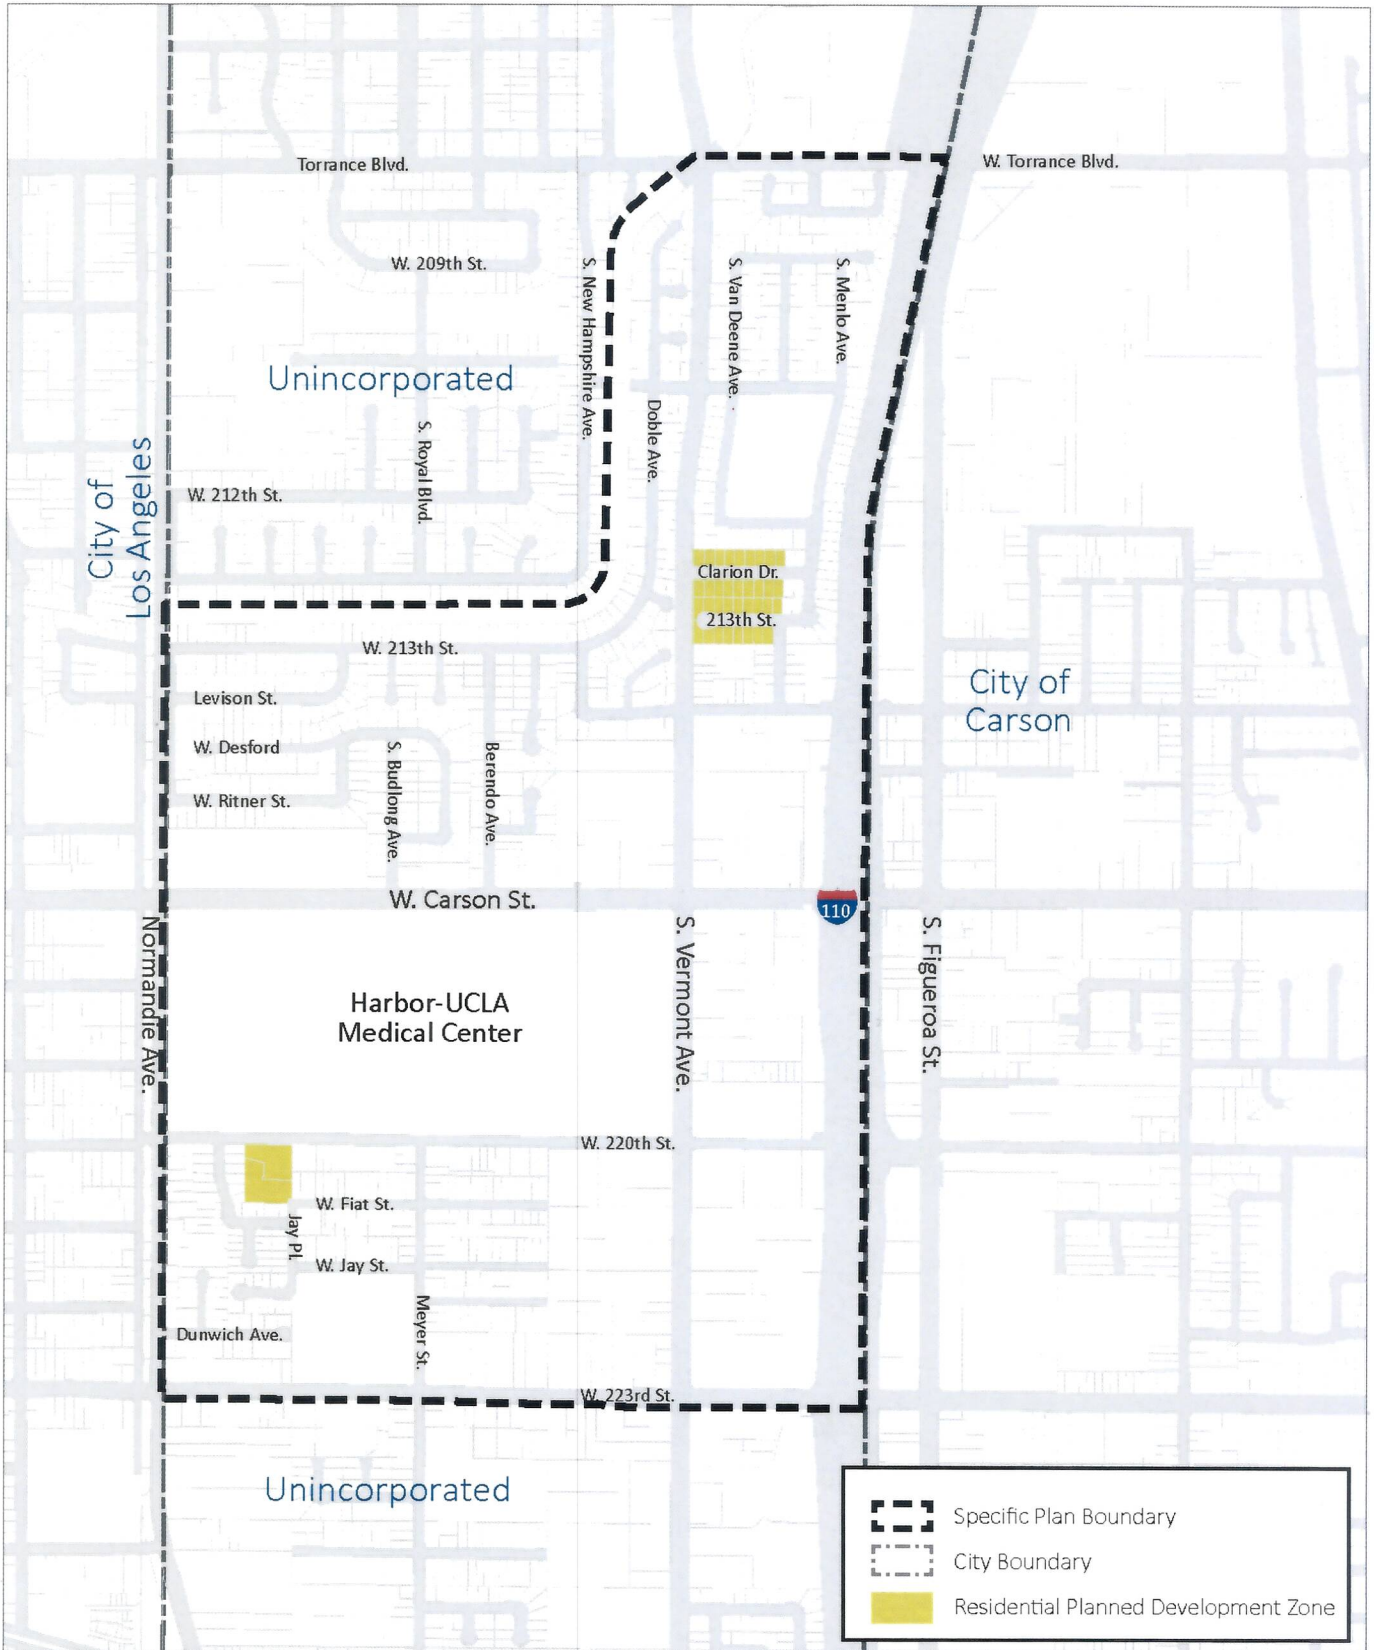 Torrance Blvd.
W. Torrance Blvd.
W. 209th St.
S. New Hampshire Ave.
S. Van Deene Ave.
S. Menlo Ave.
Unincorporated
Doble Ave.
S. Royal Blvd.
City of
Los Angeles
W. 212th St.
Clarion Dr.
213th St.
W. 213th St.
Levison St.
City of
Carson
W. Desford
S. Budlong Ave.
Berendo Ave.
W. Ritner St.
W. Carson St.
110
Normandie Ave.
S. Vermont Ave.
S. Figueroa St.
Harbor-UCLA
Medical Center
W. 220th St.
W. Fiat St.
Jay Pl.
W. Jay St.
Meyer St.
Dunwich Ave.
W. 223rd St.
Unincorporated
Specific Plan Boundary
City Boundary
Residential Planned Development Zone